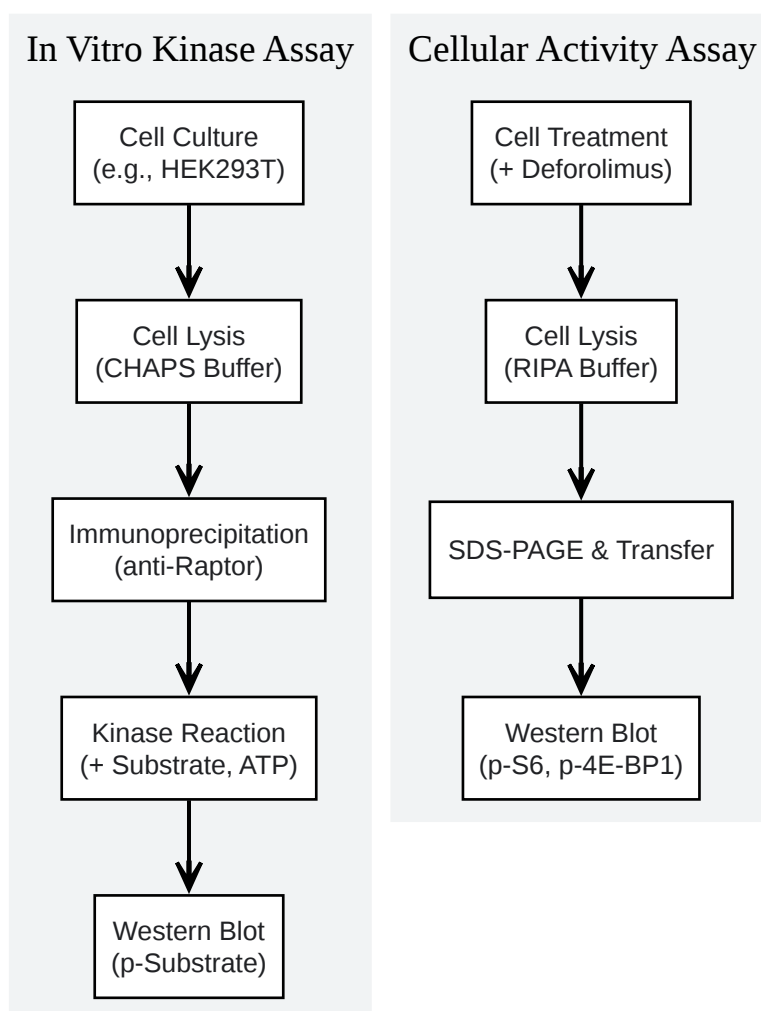 In Vitro Kinase Assay
Cell Culture
(e.g., HEK293T)
Cell Lysis
(CHAPS Buffer)
Immunoprecipitation
(anti-Raptor)
Kinase Reaction
(+ Substrate, ATP)
Western Blot
(p-Substrate)
Cellular Activity Assay
Cell Treatment
(+ Deforolimus)
Cell Lysis
(RIPA Buffer)
SDS-PAGE & Transfer
Western Blot
(p-S6, p-4E-BP1)